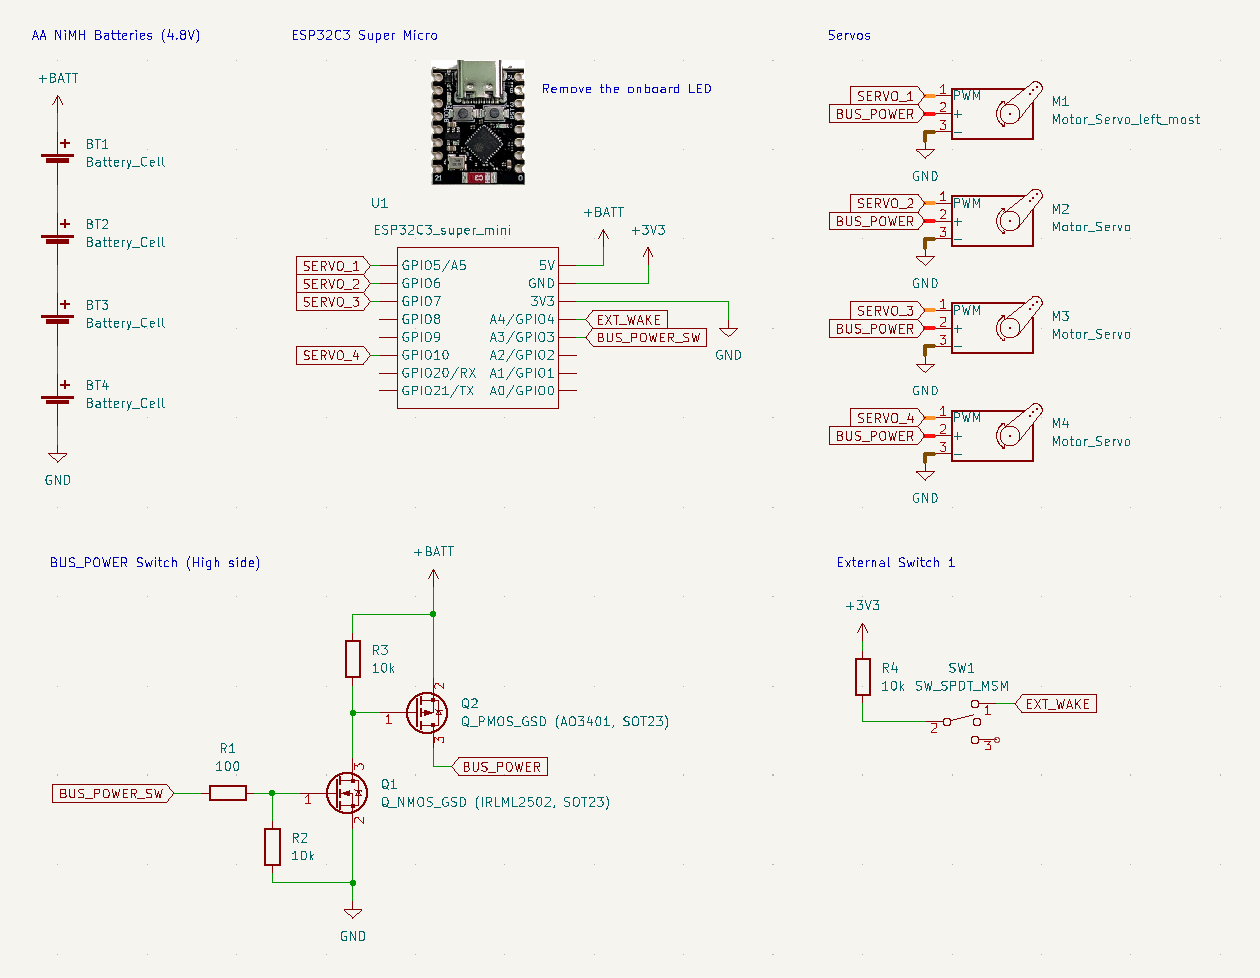 AA NiMH Batteries (4.8V)
+BATT
BT1
Battery_Cell
BT2
Battery_Cell
BT3
Battery_Cell
BT4
Battery_Cell
GND
ESP32C3 Super Micro
Remove the onboard LED
21
0
U1
ESP32C3_super_mini
SERVO_1
SERVO_2
SERVO_3
SERVO_4
GPIO5/A5
GPIO6
GPIO7
GPIO8
GPIO9
GPIO10
GPIO20/RX
GPIO21/TX
5V
GND
3V3
A4/GPIO4
A3/GPIO3
A2/GPIO2
A1/GPIO1
A0/GPIO0
+BATT
+3V3
EXT_WAKE
BUS_POWER_SW
GND
Servos
SERVO_1 1 PWM
BUS_POWER 2 +
3 −
GND
M1
Motor_Servo_left_most
SERVO_2 1 PWM
BUS_POWER 2 +
3 −
GND
M2
Motor_Servo
SERVO_3 1 PWM
BUS_POWER 2 +
3 −
GND
M3
Motor_Servo
SERVO_4 1 PWM
BUS_POWER 2 +
3 −
GND
M4
Motor_Servo
BUS_POWER Switch (High side)
+BATT
R3
10k
2
1
3
Q2
Q_PMOS_GSD (AO3401, SOT23)
BUS_POWER
R1
100
BUS_POWER_SW
3
1
2
Q1
Q_NMOS_GSD (IRLML2502, SOT23)
R2
10k
GND
External Switch 1
+3V3
R4
10k
SW1
SW_SPDT_MSM
2
1
3
EXT_WAKE